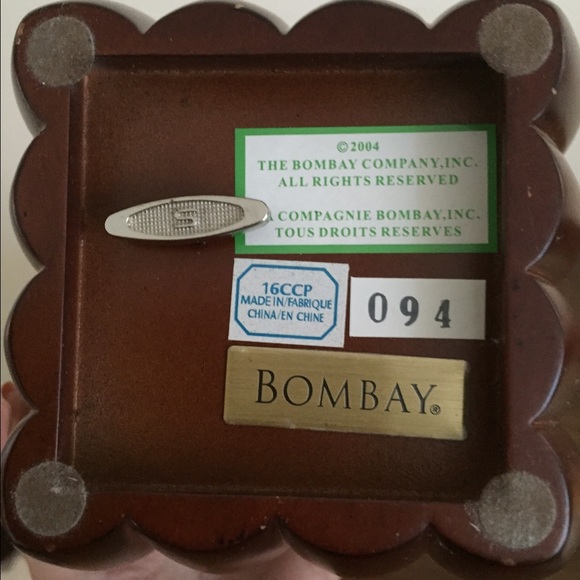 ©2004
THE BOMBAY COMPANY,INC.
ALL RIGHTS RESERVED
COMPAGNIE BOMBAY,INC.
TOUS DROITS RESERVES
S
16CCP
MADE IN/FABRIQUE
CHINA/EN CHINE
094
BOMBAY®